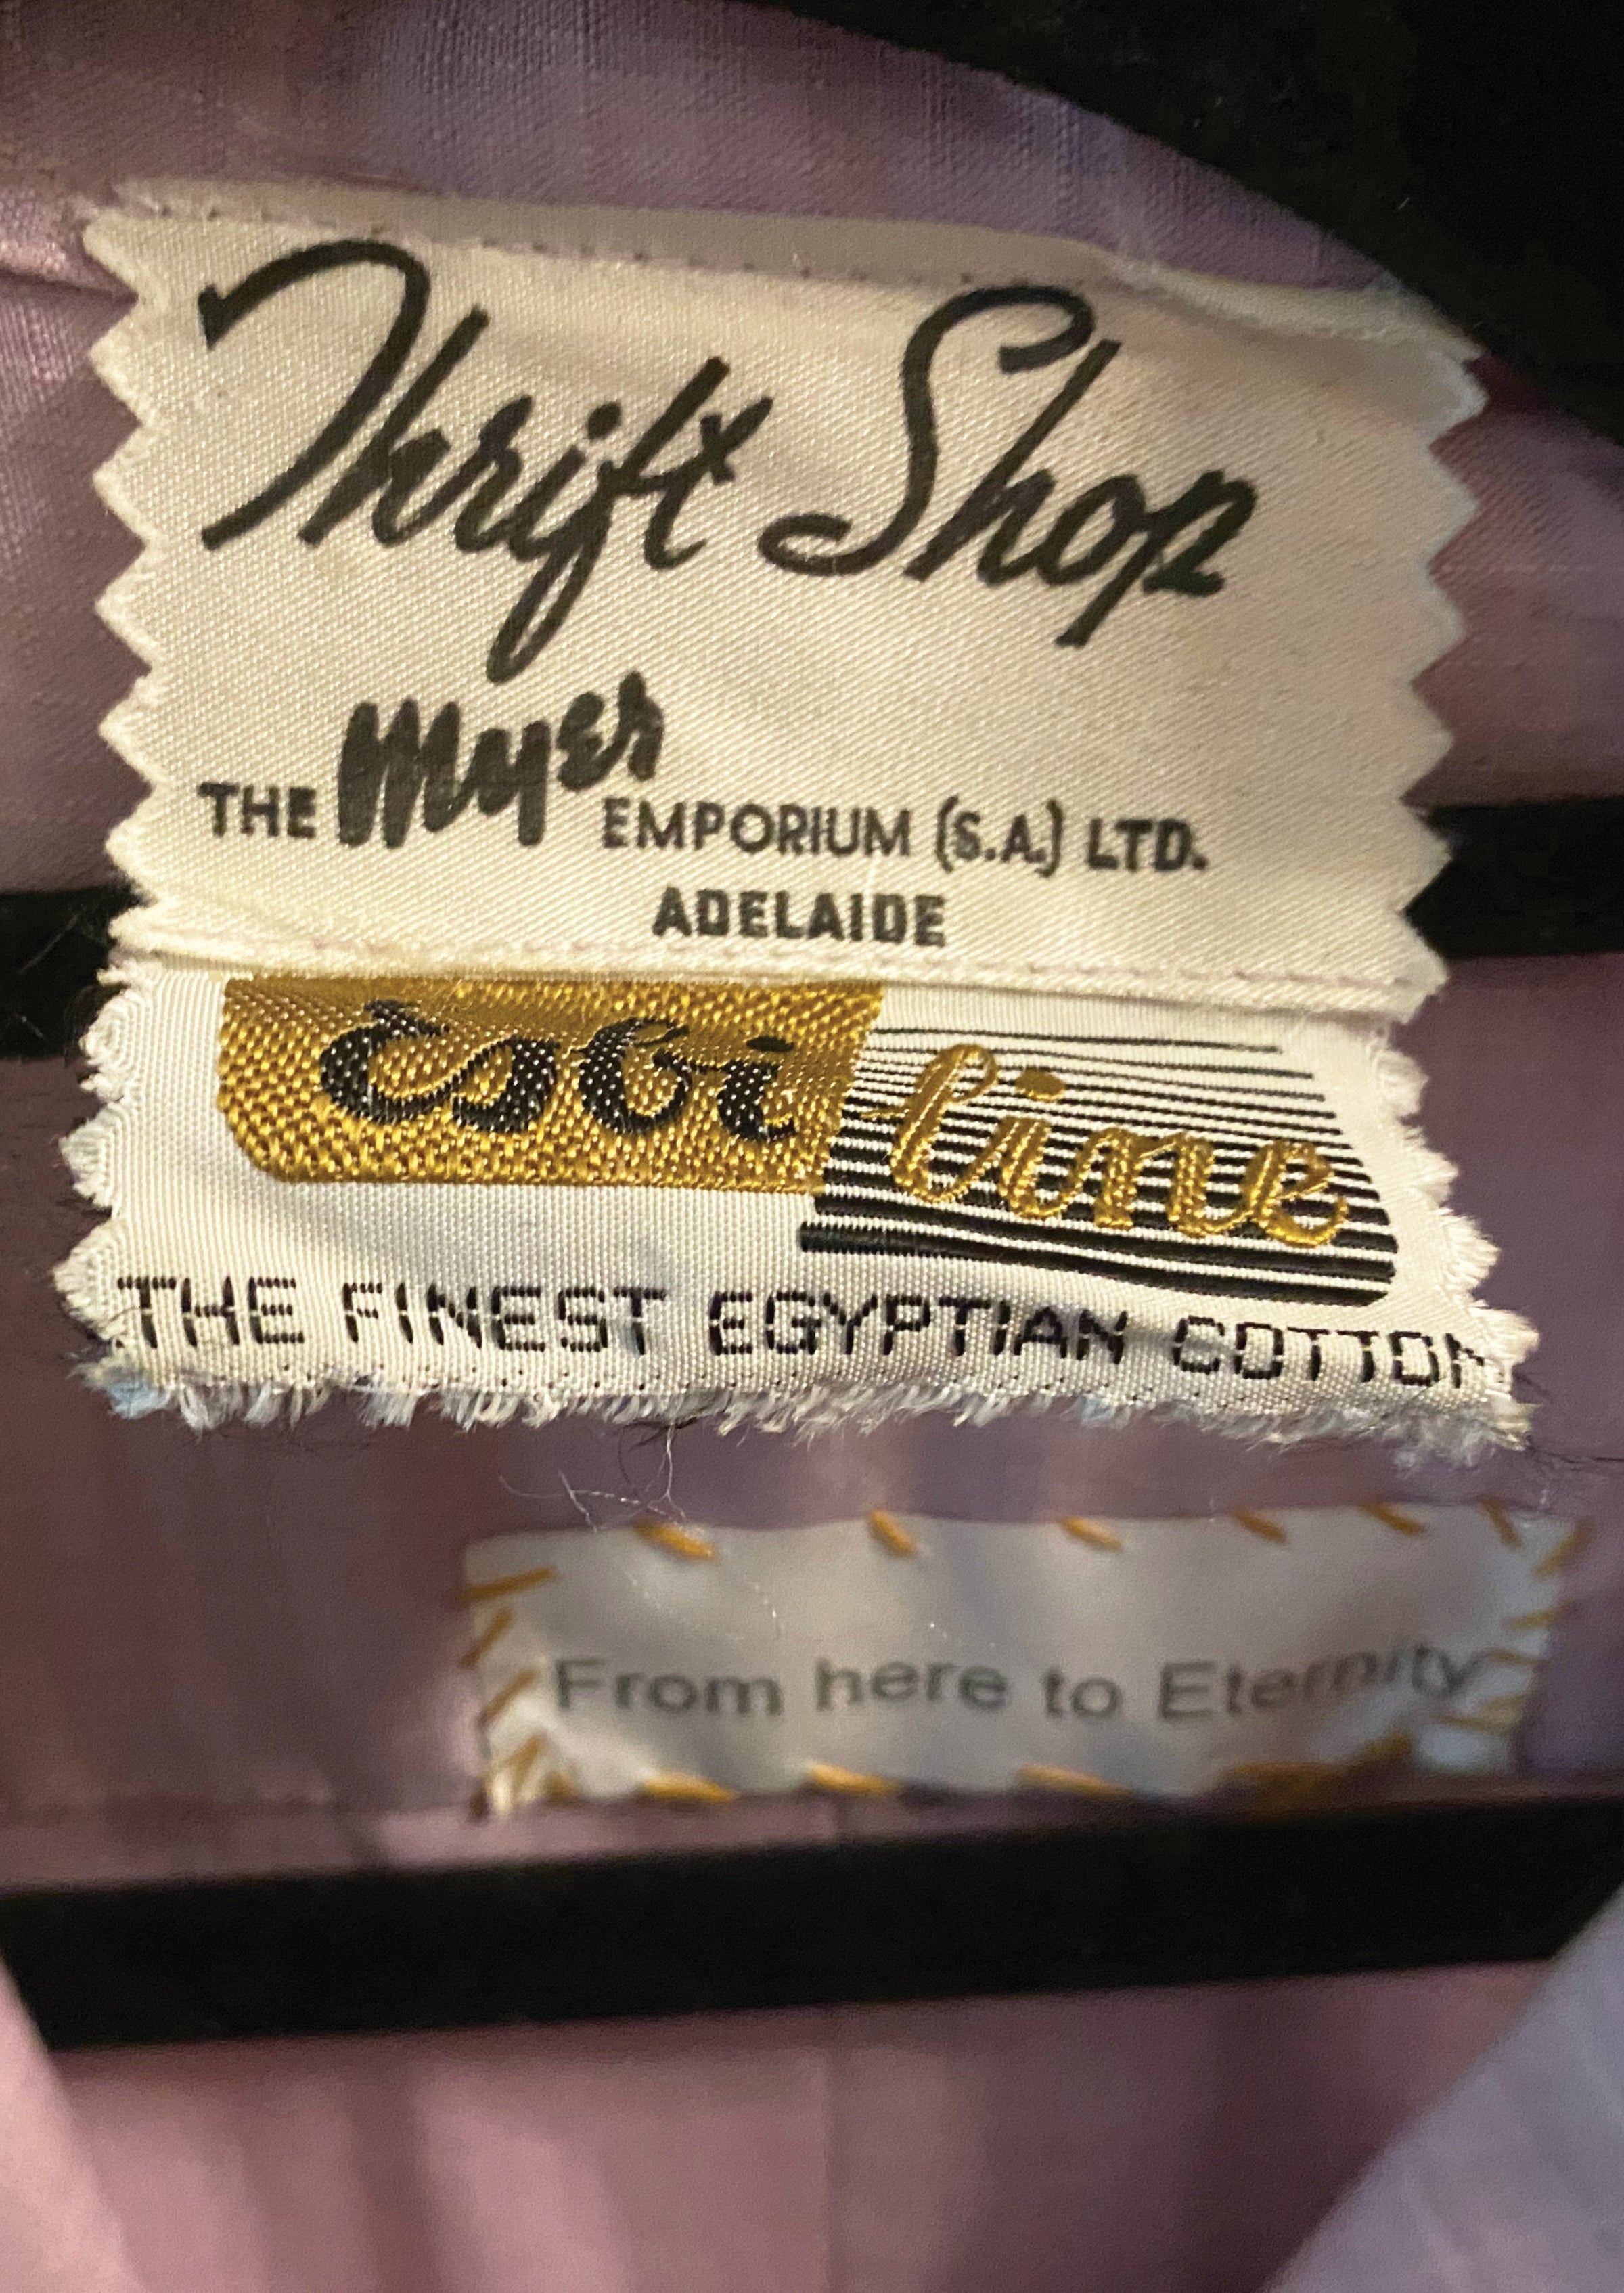 Thrift Shop
THE Myer EMPORIUM (S.A.) LTD.
ADELAIDE
Esbi line
THE FINEST EGYPTIAN COTTON
From here to Eternity